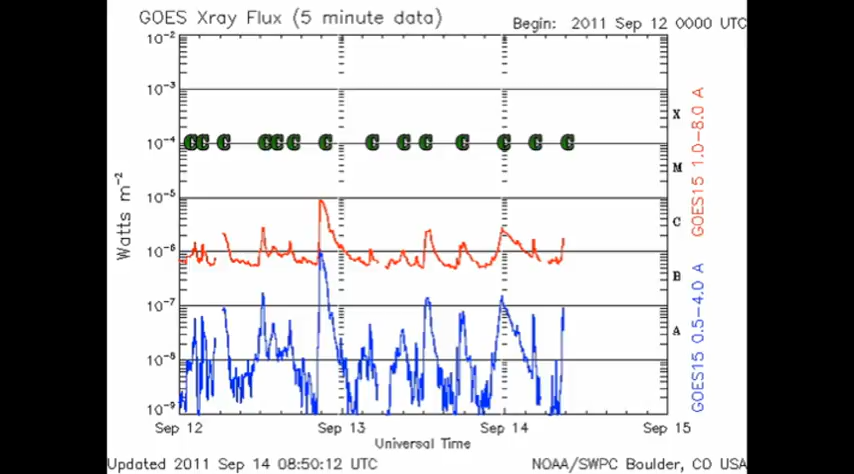 GOES Xray Flux (5 minute data)
Begin: 2011 Sep 12 0000 UTC
10-2
10-3
10-4
10-5
10-6
10-7
10-8
10-9
Watts m-2
C C C C C C C C C C C C C C
X
M
C
B
A
GOES15 1.0-8.0 A
GOES15 0.5-4.0 A
Sep 12 Sep 13 Sep 14 Sep 15
Universal Time
Updated 2011 Sep 14 08:50:12 UTC
NOAA/SWPC Boulder, CO USA